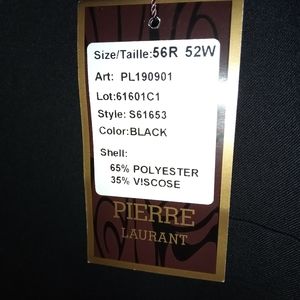 Size/Taille:56R 52W
Art: PL190901
Lot:61601C1
Style: S61653
Color:BLACK
Shell:
65% POLYESTER
35% VISCOSE
PIERRE
LAURANT